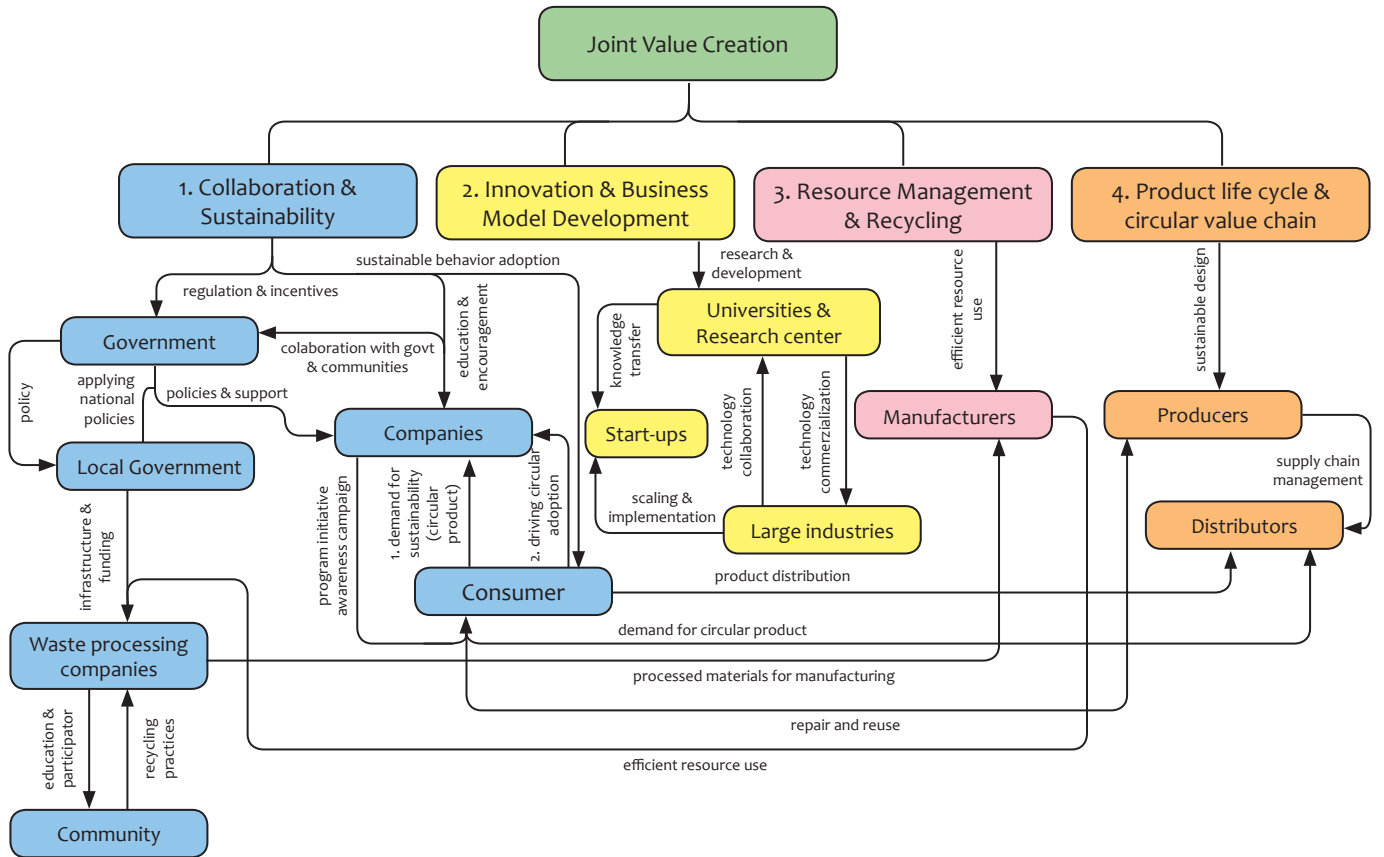 Joint Value Creation
1. Collaboration &
Sustainability
2. Innovation & Business
Model Development
3. Resource Management
& Recycling
4. Product life cycle &
circular value chain
sustainable behavior adoption
regulation & incentives
education &
encouragement
research &
development
efficient resource
use
sustainable design
Government
colaboration with govt
& communities
Universities &
Research center
knowledge
transfer
policy
applying
national
policies
policies & support
Companies
Start-ups
technology
collaboration
technology
commerzialization
Manufacturers
Producers
Local Government
supply chain
management
scaling &
implementation
Large industries
Distributors
infrastructure &
funding
program initiative
awareness campaign
1. demand for
sustainability
(circular
product)
2. driving circular
adoption
Consumer
product distribution
demand for circular product
Waste processing
companies
processed materials for manufacturing
repair and reuse
education &
participator
recycling
practices
efficient resource use
Community